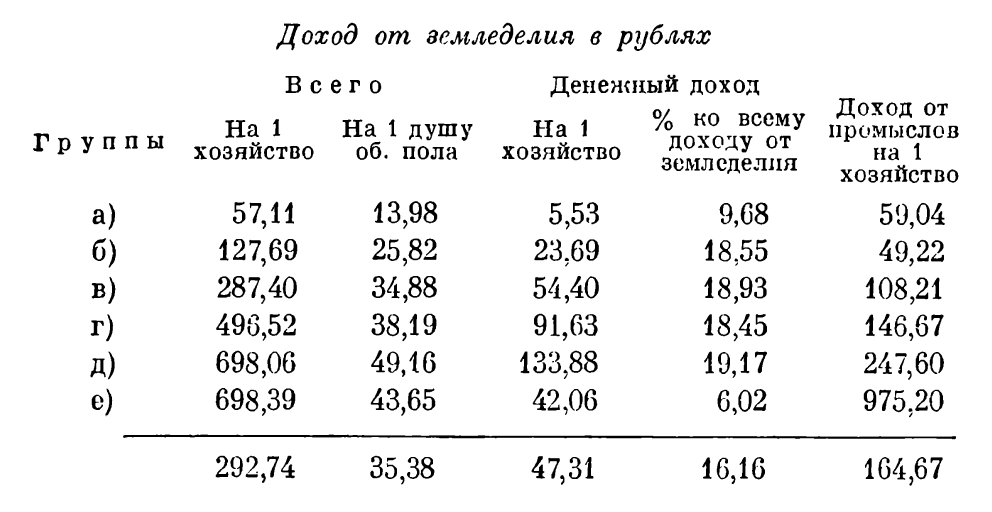 Доход от земледелия в рублях
Всего Денежный доход
Группы На 1 хозяйство На 1 душу об. пола На 1 хозяйство % ко всему доходу от земледелия Доход от промыслов на 1 хозяйство
а) 57,11 13,98 5,53 9,68 59,04
б) 127,69 25,82 23,69 18,55 49,22
в) 287,40 34,88 54,40 18,93 108,21
г) 496,52 38,19 91,63 18,45 146,67
д) 698,06 49,16 133,88 19,17 247,60
е) 698,39 43,65 42,06 6,02 975,20
292,74 35,38 47,31 16,16 164,67